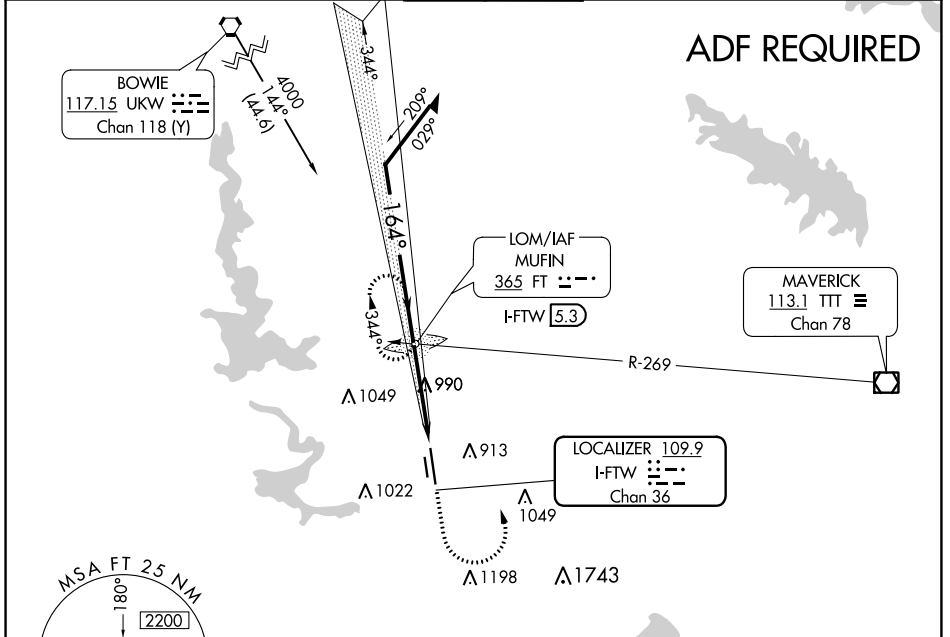 ADF REQUIRED
BOWIE
117.15 UKW
Chan 118 (Y)
4000
144°
(44.6)
344°
209°
029°
164°
LOM/IAF
MUFIN
365 FT
I-FTW 5.3
MAVERICK
113.1 TTT
Chan 78
344°
R-269
1049
990
913
LOCALIZER 109.9
I-FTW
Chan 36
1022
1049
1198
1743
MSA FT 25 NM
180°
2200